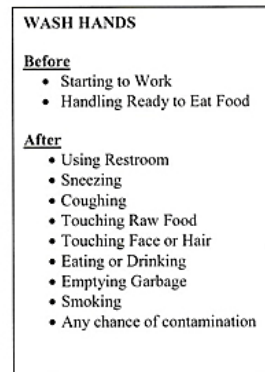 WASH HANDS
Before
• Starting to Work
• Handling Ready to Eat Food
After
• Using Restroom
• Sneezing
• Coughing
• Touching Raw Food
• Touching Face or Hair
• Eating or Drinking
• Emptying Garbage
• Smoking
• Any chance of contamination